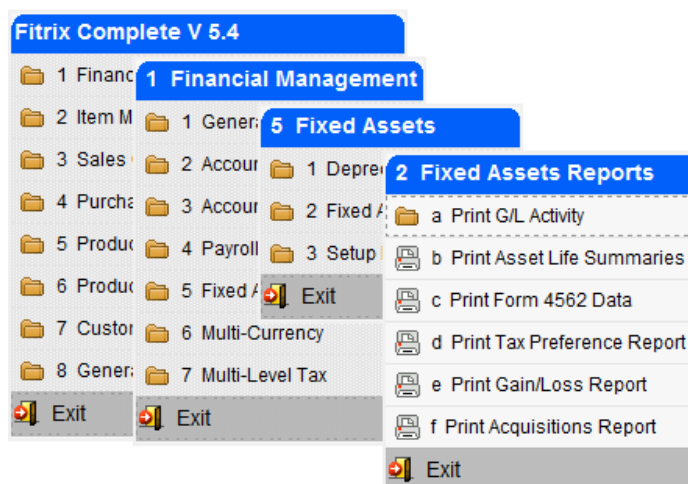 Fitrix Complete V 5.4
1 Financ
2 Item M
3 Sales
4 Purcha
5 Produc
6 Produc
7 Custor
8 Genera
Exit
1 Financial Management
1 Genera
2 Accour
3 Accour
4 Payroll
5 Fixed A
6 Multi-Currency
7 Multi-Level Tax
Exit
5 Fixed Assets
1 Deprec
2 Fixed A
3 Setup
Exit
2 Fixed Assets Reports
a Print G/L Activity
b Print Asset Life Summaries
c Print Form 4562 Data
d Print Tax Preference Report
e Print Gain/Loss Report
f Print Acquisitions Report
Exit